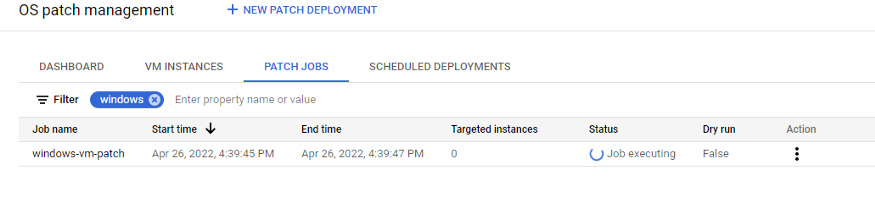 OS patch management + NEW PATCH DEPLOYMENT
DASHBOARD VM INSTANCES PATCH JOBS SCHEDULED DEPLOYMENTS
Filter windows Enter property name or value
Job name Start time End time Targeted instances Status Dry run Action
windows-vm-patch Apr 26, 2022, 4:39:45 PM Apr 26, 2022, 4:39:47 PM 0 Job executing False